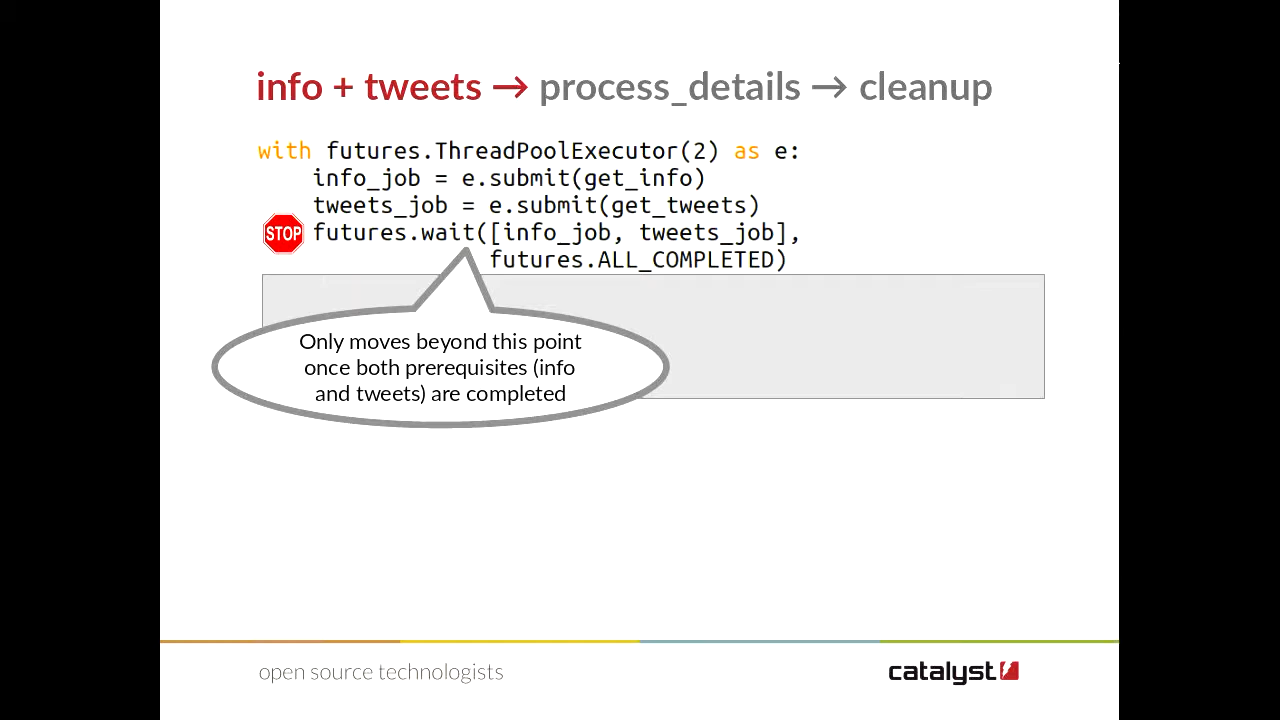 info + tweets → process_details → cleanup
with futures.ThreadPoolExecutor(2) as e:
    info_job = e.submit(get_info)
    tweets_job = e.submit(get_tweets)
STOP
    futures.wait([info_job, tweets_job],
                 futures.ALL_COMPLETED)
Only moves beyond this point
once both prerequisites (info
and tweets) are completed
open source technologists
catalyst